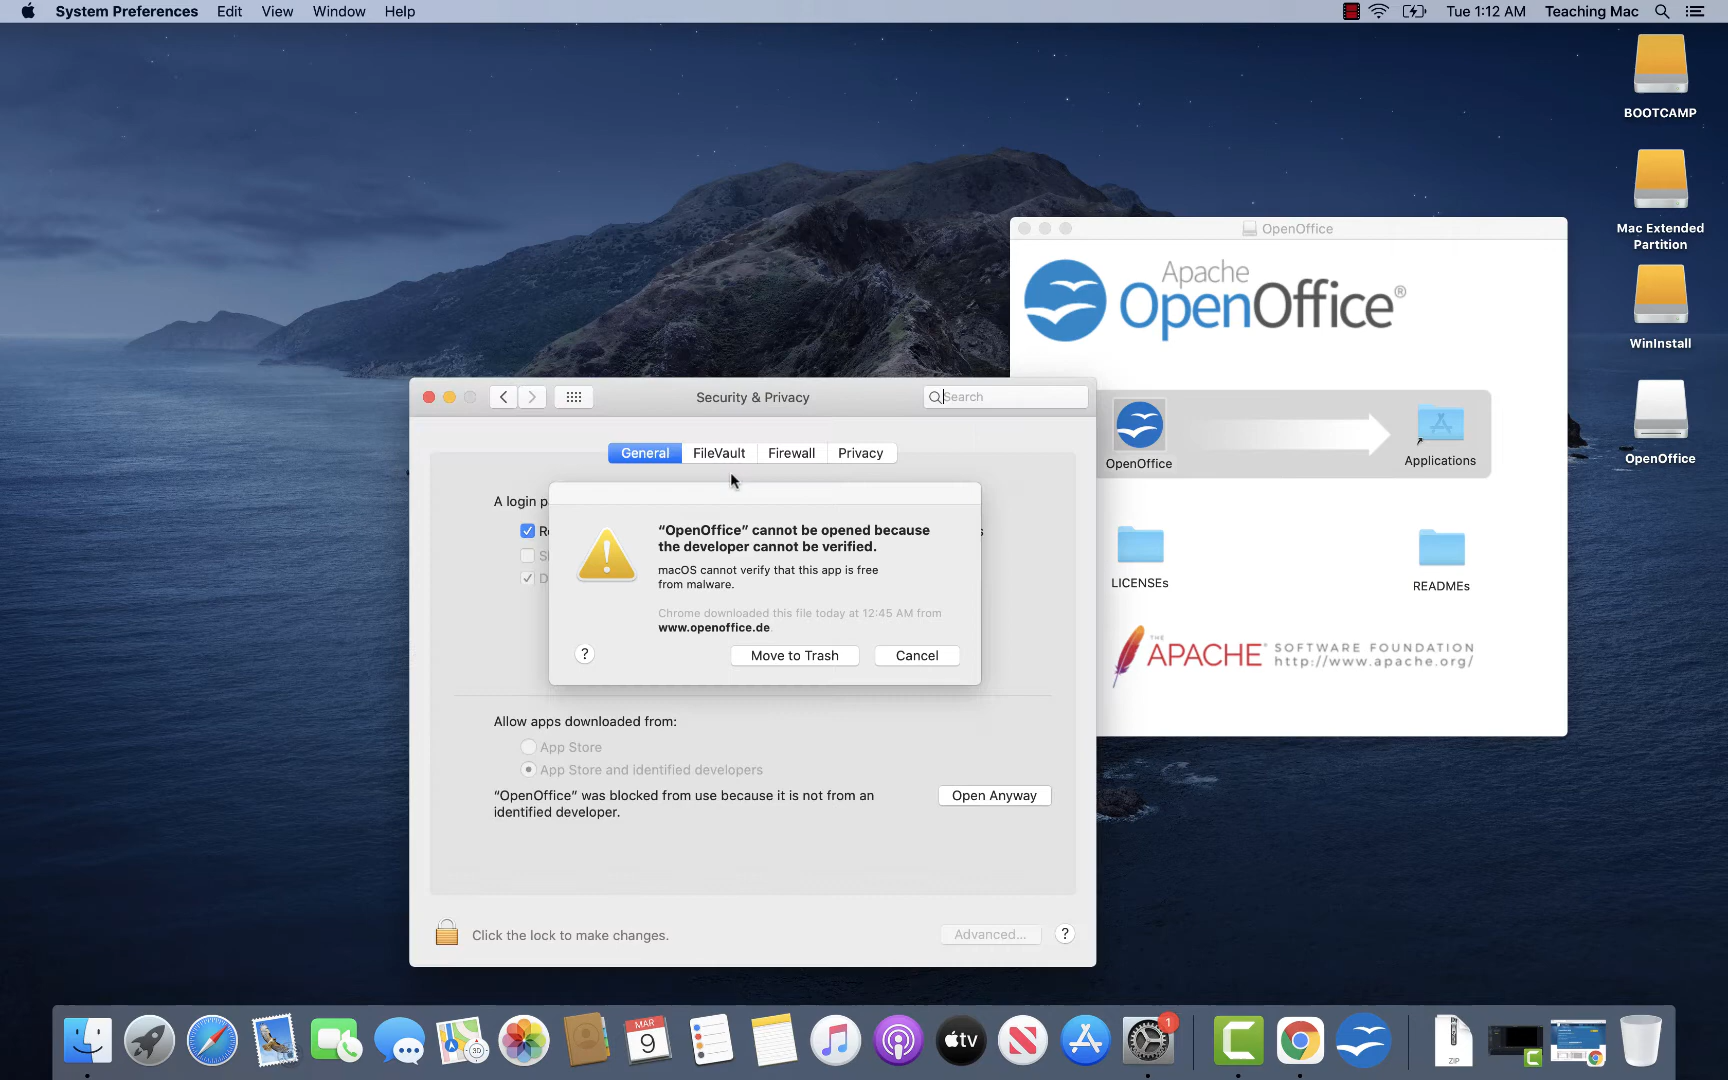 System Preferences Edit View Window Help
Tue 1:12 AM Teaching Mac
BOOTCAMP
Mac Extended
Partition
WinInstall
OpenOffice
OpenOffice
Apache
OpenOffice®
OpenOffice
Applications
LICENSEs
READMEs
THE
APACHE® SOFTWARE FOUNDATION
http://www.apache.org/
Security & Privacy
Search
General FileVault Firewall Privacy
A login p
“OpenOffice” cannot be opened because
the developer cannot be verified.
macOS cannot verify that this app is free
from malware.
Chrome downloaded this file today at 12:45 AM from
www.openoffice.de.
? Move to Trash Cancel
Allow apps downloaded from:
App Store
App Store and identified developers
“OpenOffice” was blocked from use because it is not from an
identified developer.
Open Anyway
Click the lock to make changes.
Advanced... ?
3D
MAR
9
tv
1
ZIP